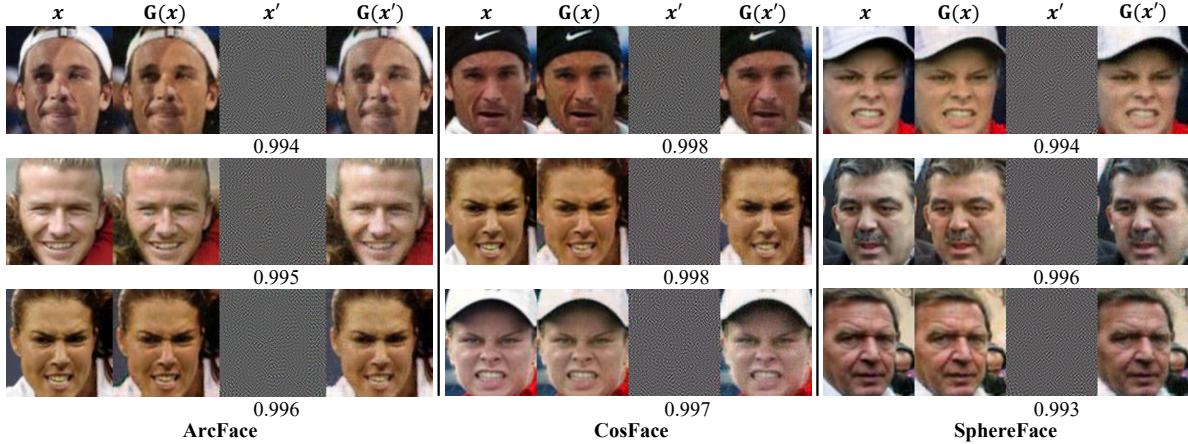 x G(x) x′ G(x′) x G(x) x′ G(x′) x G(x) x′ G(x′)
0.994 0.998 0.994
0.995 0.998 0.996
0.996 0.997 0.993
ArcFace CosFace SphereFace